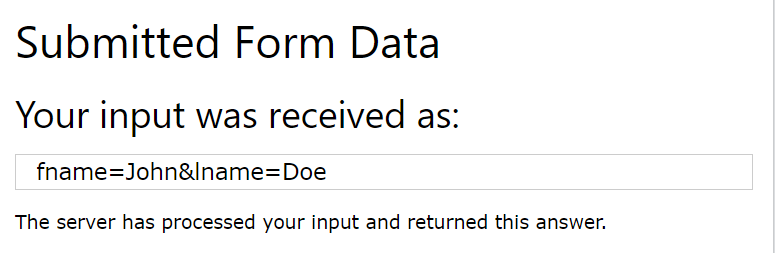 Submitted Form Data
Your input was received as:
fname=John&lname=Doe
The server has processed your input and returned this answer.